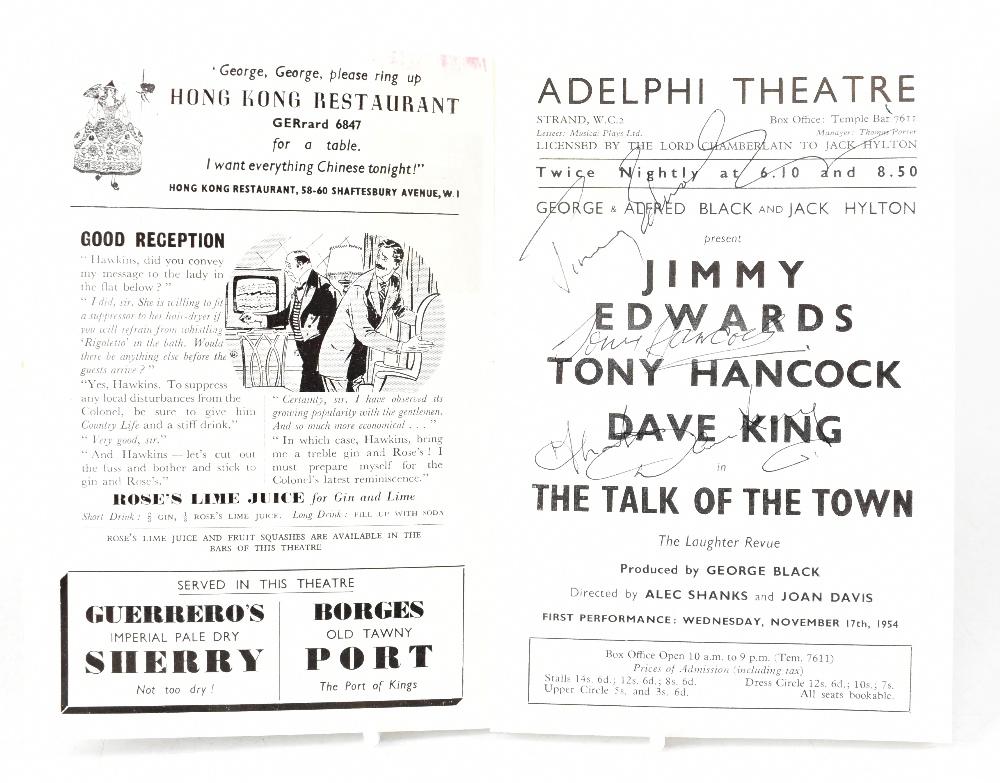 'George, George, please ring up
HONG KONG RESTAURANT
GERrard 6847
for a table.
I want everything Chinese tonight!"
HONG KONG RESTAURANT, 58-60 SHAFTESBURY AVENUE, W.1
GOOD RECEPTION
"Hawkins, did you convey
my message to the lady in
the flat below?"
"I did, sir. She is willing to fit
a suppressor to her hair-dryer if
you will refrain from whistling
'Rigoletto' in the bath. Would
there be anything else before the
guests arrive?"
"Yes, Hawkins. To suppress
any local disturbances from the
Colonel, be sure to give him
Country Life and a stiff drink."
"Very good, sir."
"And Hawkins — let's cut out
the fuss and bother and stick to
gin and Rose's."
"Certainly, sir. I have observed its
growing popularity with the gentlemen.
And so much more economical . . ."
"In which case, Hawkins, bring
me a treble gin and Rose's! I
must prepare myself for the
Colonel's latest reminiscence."
ROSE'S LIME JUICE for Gin and Lime
Short Drink: ⅔ GIN, ⅓ ROSE'S LIME JUICE. Long Drink: FILL UP WITH SODA
ROSE'S LIME JUICE AND FRUIT SQUASHES ARE AVAILABLE IN THE
BARS OF THIS THEATRE
SERVED IN THIS THEATRE
GUERRERO'S
IMPERIAL PALE DRY
SHERRY
Not too dry!
BORGES
OLD TAWNY
PORT
The Port of Kings
ADELPHI THEATRE
STRAND, W.C.2 Box Office: Temple Bar 7611
Lessees: Musical Plays Ltd. Manager: Thomas Porter
LICENSED BY THE LORD CHAMBERLAIN TO JACK HYLTON
Twice Nightly at 6.10 and 8.50
GEORGE & ALFRED BLACK AND JACK HYLTON
present
Jimmy Edwards
JIMMY
EDWARDS
Tony Hancock
TONY HANCOCK
DAVE KING
Thanks Dave King
in
THE TALK OF THE TOWN
The Laughter Revue
Produced by GEORGE BLACK
Directed by ALEC SHANKS and JOAN DAVIS
FIRST PERFORMANCE: WEDNESDAY, NOVEMBER 17th, 1954
Box Office Open 10 a.m. to 9 p.m. (Tem. 7611)
Prices of Admission (including tax)
Stalls 14s. 6d.; 12s. 6d.; 8s. 6d. Dress Circle 12s. 6d.; 10s.; 7s.
Upper Circle 5s. and 3s. 6d. All seats bookable.